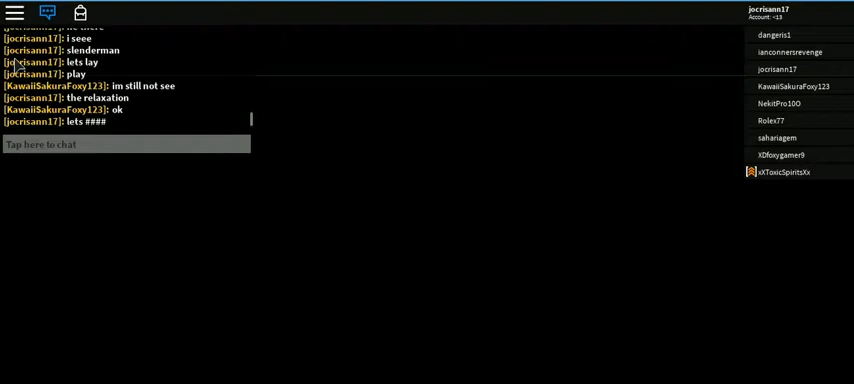 jocrisann17
Account: <13
[jocrisann17]: i seee
[jocrisann17]: slenderman
[jocrisann17]: lets lay
[jocrisann17]: play
[KawaiiSakuraFoxy123]: im still not see
[jocrisann17]: the relaxation
[KawaiiSakuraFoxy123]: ok
[jocrisann17]: lets ####
Tap here to chat
dangeris1
ianconnersrevenge
jocrisann17
KawaiiSakuraFoxy123
NekitPro10O
Rolex77
sahariagem
XDfoxygamer9
xXToxicSpiritsXx